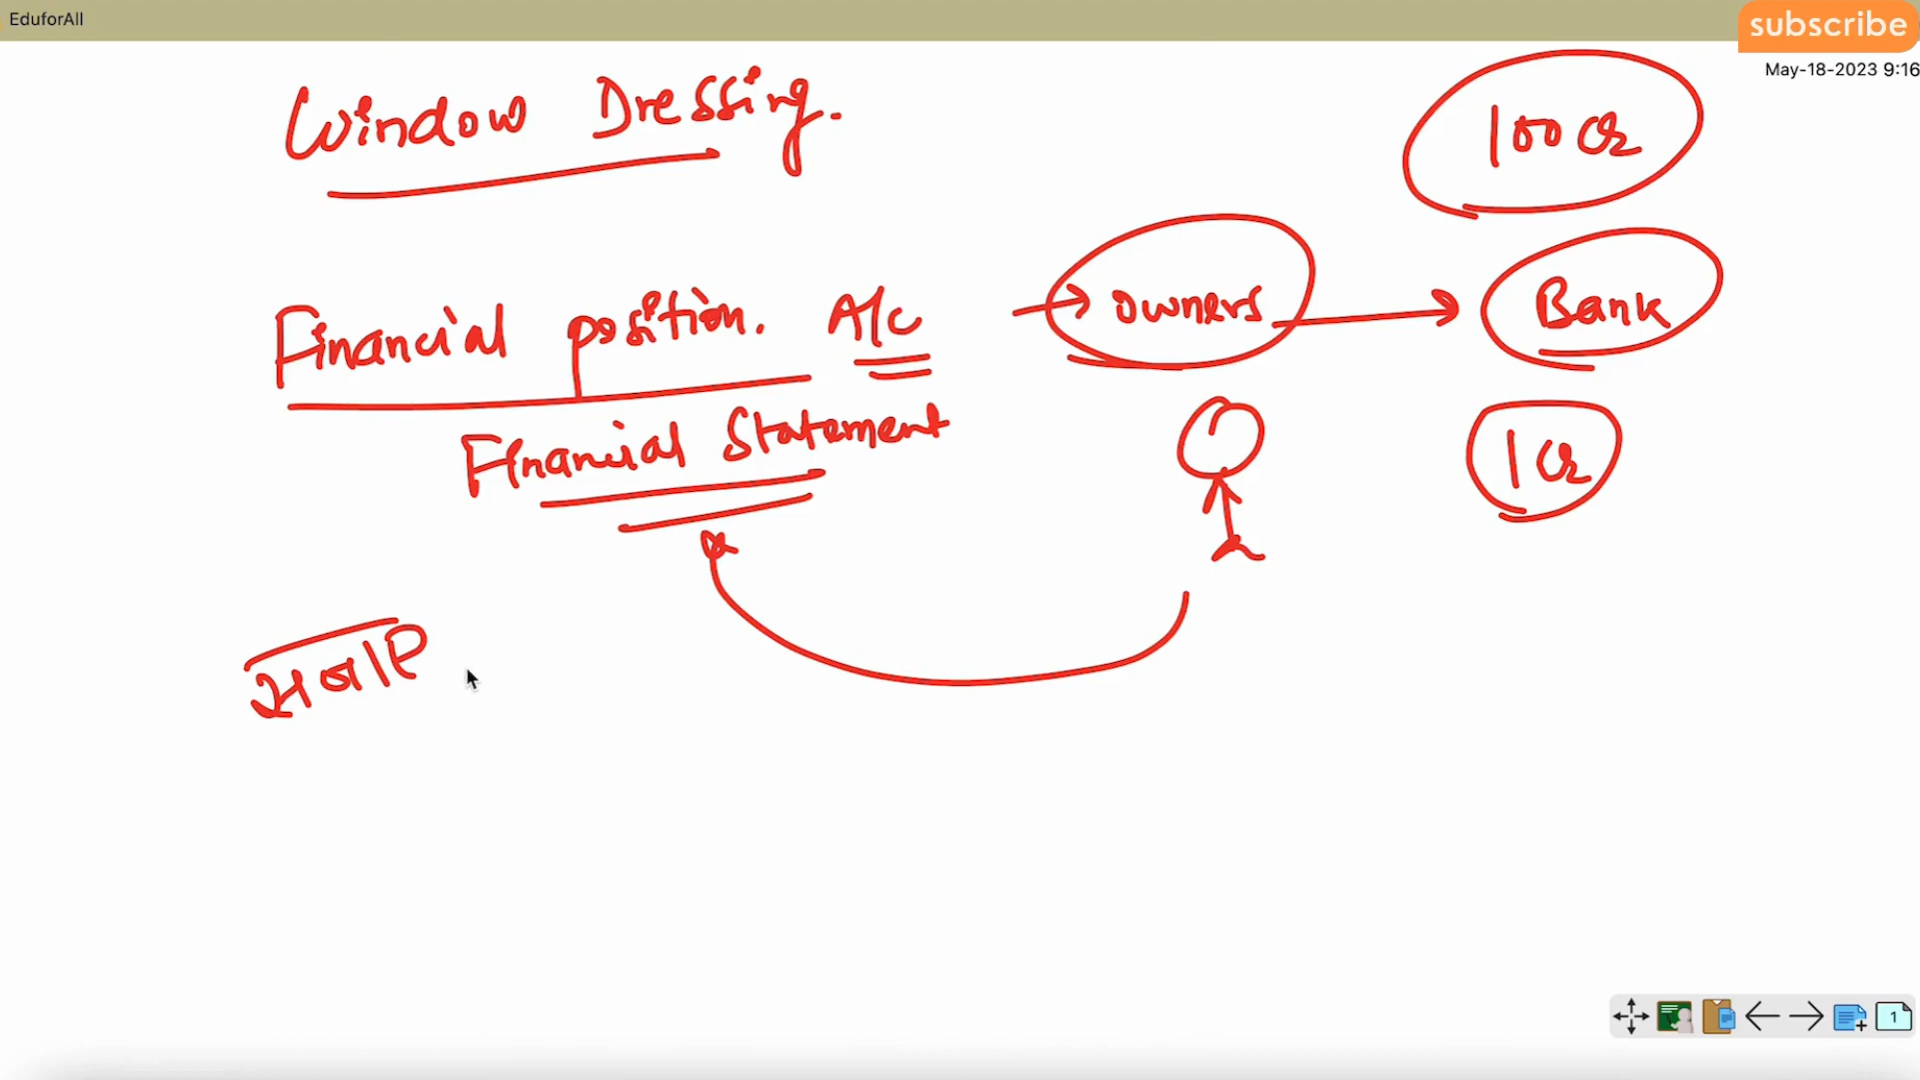 EduforAll
subscribe
May-18-2023 9:16
Window Dressing.
100 Cr
Financial position. A/c → owners → Bank
Financial Statement
1 Cr
1